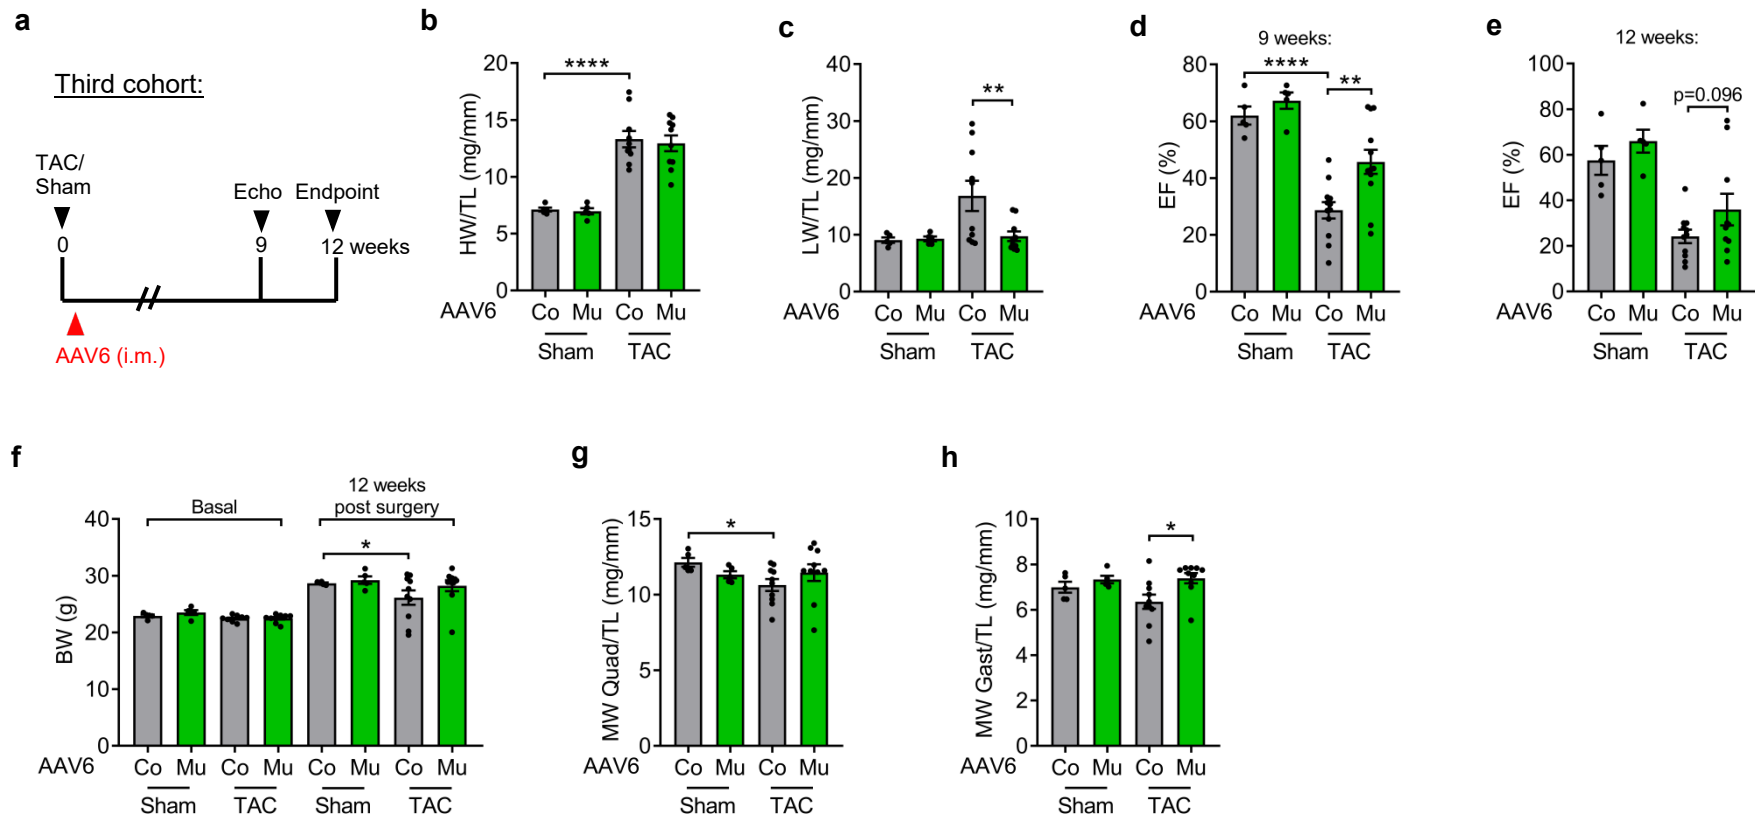 a
Third cohort:
TAC/
Sham
Echo
Endpoint
0
9
12 weeks
AAV6 (i.m.)
b
HW/TL (mg/mm)
20
15
10
5
0
****
AAV6
Co
Mu
Co
Mu
Sham
TAC
c
LW/TL (mg/mm)
40
30
20
10
0
**
AAV6
Co
Mu
Co
Mu
Sham
TAC
d
9 weeks:
EF (%)
80
60
40
20
0
****
**
AAV6
Co
Mu
Co
Mu
Sham
TAC
e
12 weeks:
EF (%)
100
80
60
40
20
0
p=0.096
AAV6
Co
Mu
Co
Mu
Sham
TAC
f
BW (g)
40
30
20
10
0
Basal
12 weeks
post surgery
*
AAV6
Co
Mu
Co
Mu
Co
Mu
Co
Mu
Sham
TAC
Sham
TAC
g
MW Quad/TL (mg/mm)
15
10
5
0
*
AAV6
Co
Mu
Co
Mu
Sham
TAC
h
MW Gast/TL (mg/mm)
10
8
6
4
2
0
*
AAV6
Co
Mu
Co
Mu
Sham
TAC